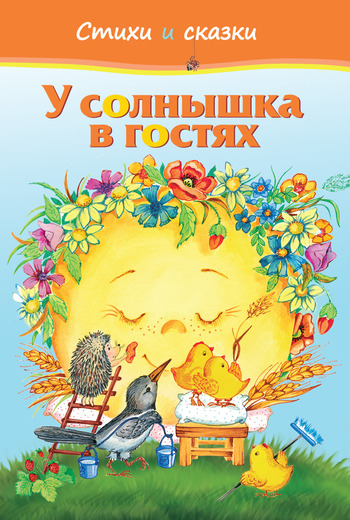 Стихи и сказки
У солнышка
в гостях